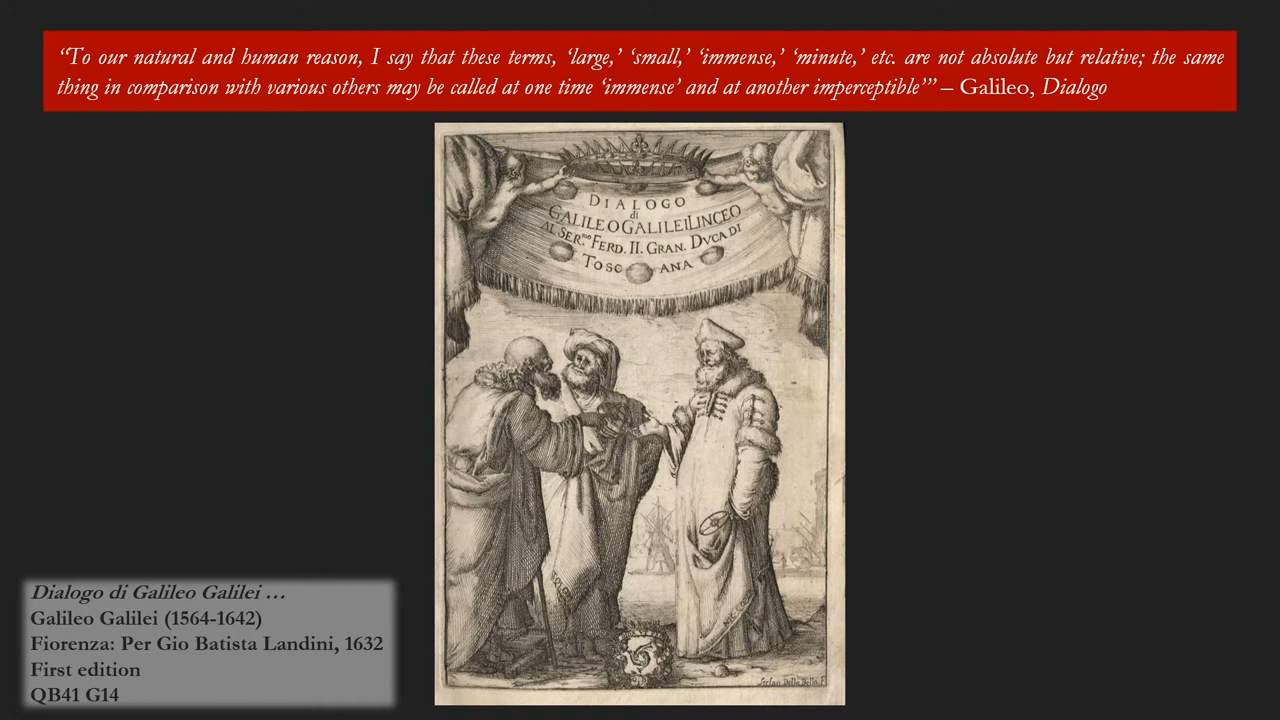 “To our natural and human reason, I say that these terms, ‘large,’ ‘small,’ ‘immense,’ ‘minute,’ etc. are not absolute but relative; the same
thing in comparison with various others may be called at one time ‘immense’ and at another imperceptible’” – Galileo, Dialogo
DIALOGO
di
GALILEO GALILEI LINCEO
AL SER.mo FERD. II. GRAN. DVCA DI
TOSCANA
Stefan Della Bella F
Dialogo di Galileo Galilei …
Galileo Galilei (1564-1642)
Fiorenza: Per Gio Batista Landini, 1632
First edition
QB41 G14